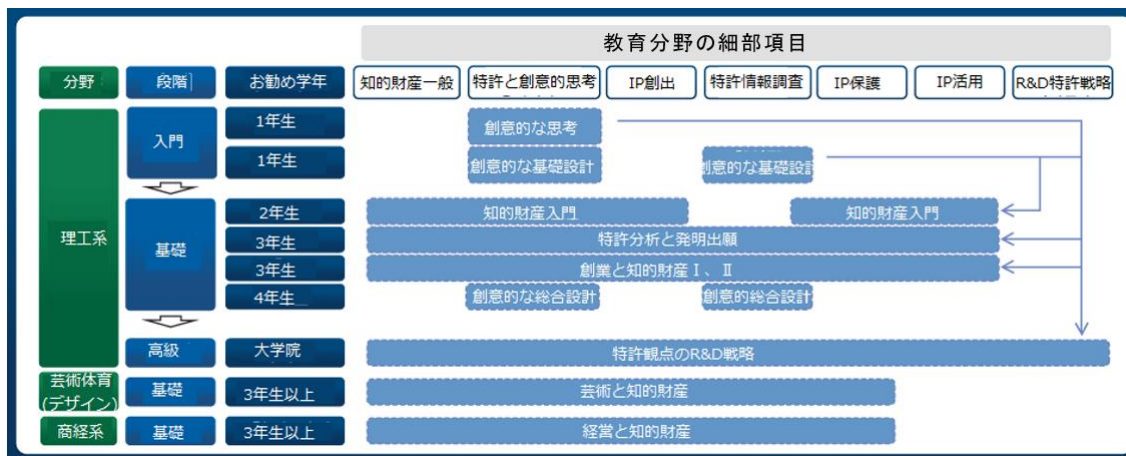 教育分野の細部項目
分野 段階 お勧め学年 知的財産一般 特許と創意的思考 IP創出 特許情報調査 IP保護 IP活用 R&D特許戦略
理工系
入門
1年生 創意的な思考
1年生 創意的な基礎設計 創意的な基礎設計
基礎
2年生 知的財産入門 知的財産入門
3年生 特許分析と発明出願
3年生 創業と知的財産Ⅰ、Ⅱ
4年生 創意的な総合設計 創意的総合設計
高級 大学院 特許観点のR&D戦略
芸術体育
(デザイン)
基礎 3年生以上 芸術と知的財産
商経系 基礎 3年生以上 経営と知的財産